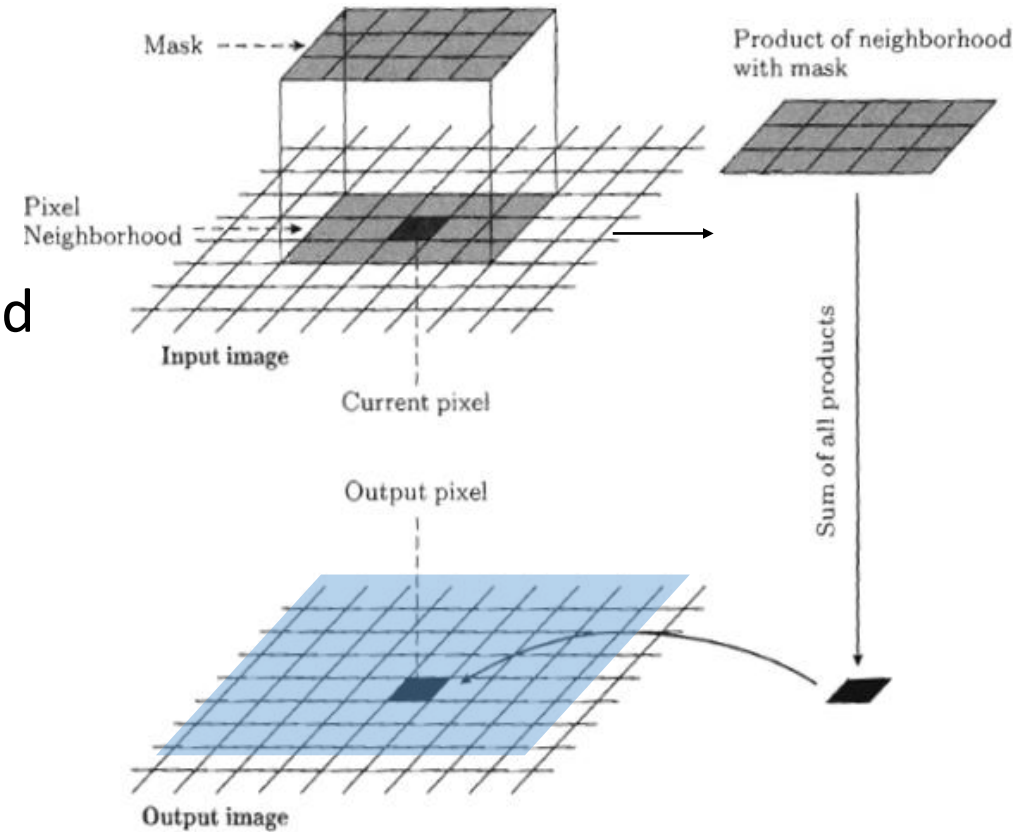 Mask
Product of neighborhood
with mask
Pixel
Neighborhood
d
Input image
Current pixel
Sum of all products
Output pixel
Output image